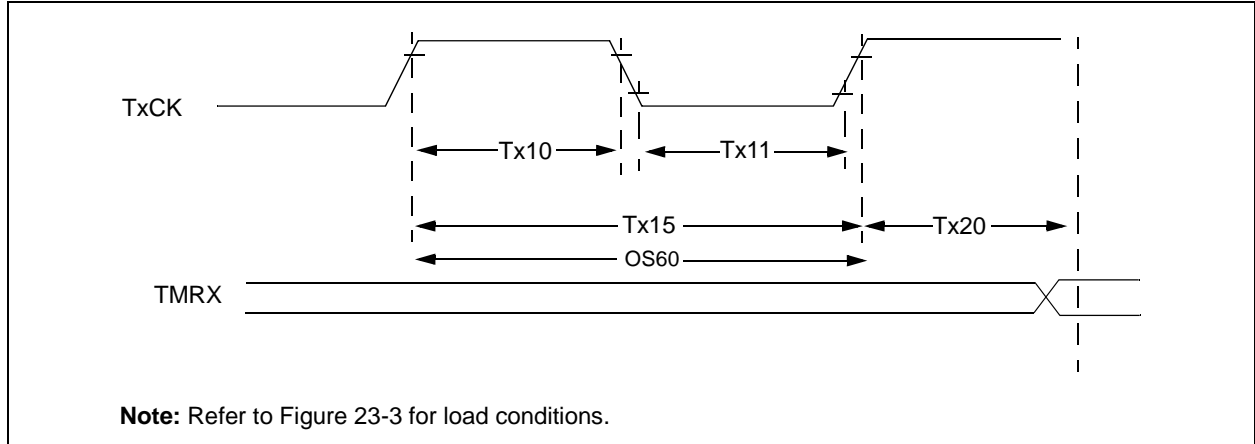 TxCK
Tx10
Tx11
Tx15
Tx20
OS60
TMRX
Note: Refer to Figure 23-3 for load conditions.